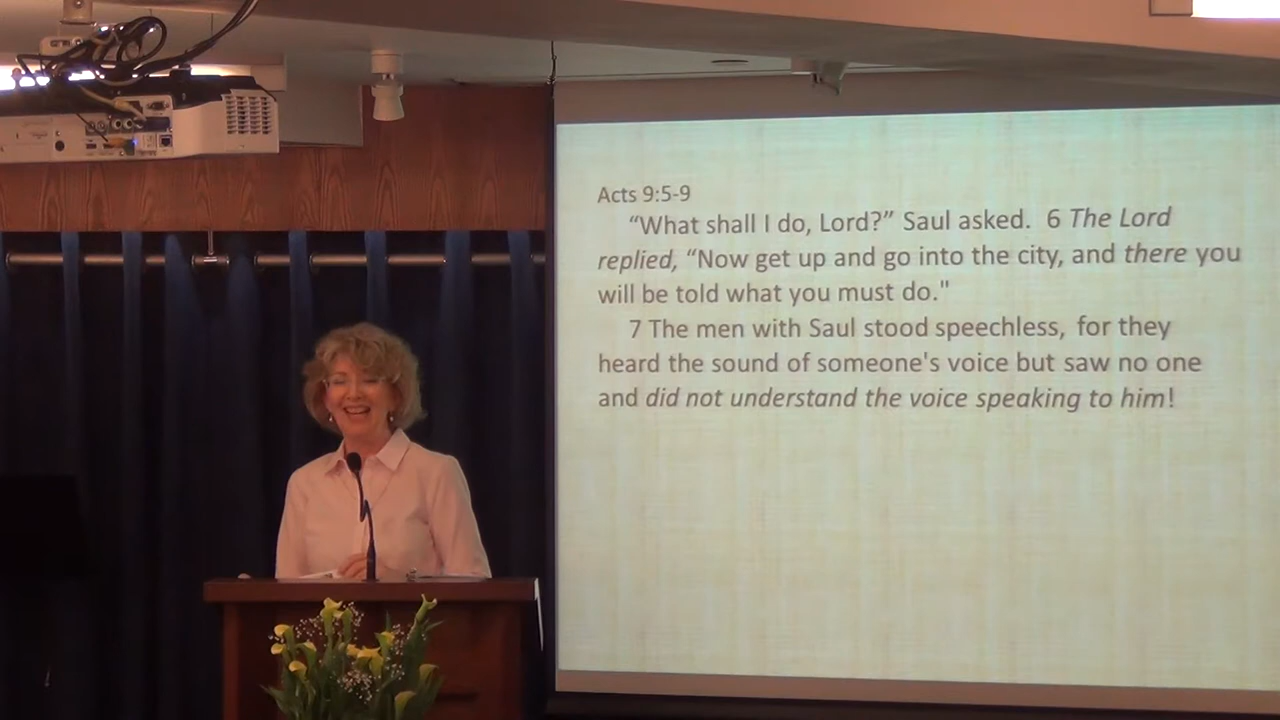 Acts 9:5-9
“What shall I do, Lord?” Saul asked.  6 The Lord
replied, “Now get up and go into the city, and there you
will be told what you must do."
7 The men with Saul stood speechless, for they
heard the sound of someone's voice but saw no one
and did not understand the voice speaking to him!